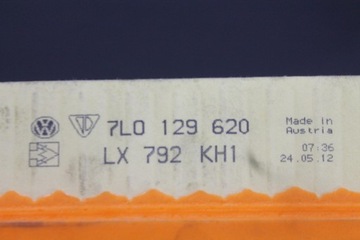 7L0 129 620
LX 792 KH1
Made in
Austria
07:36
24.05.12